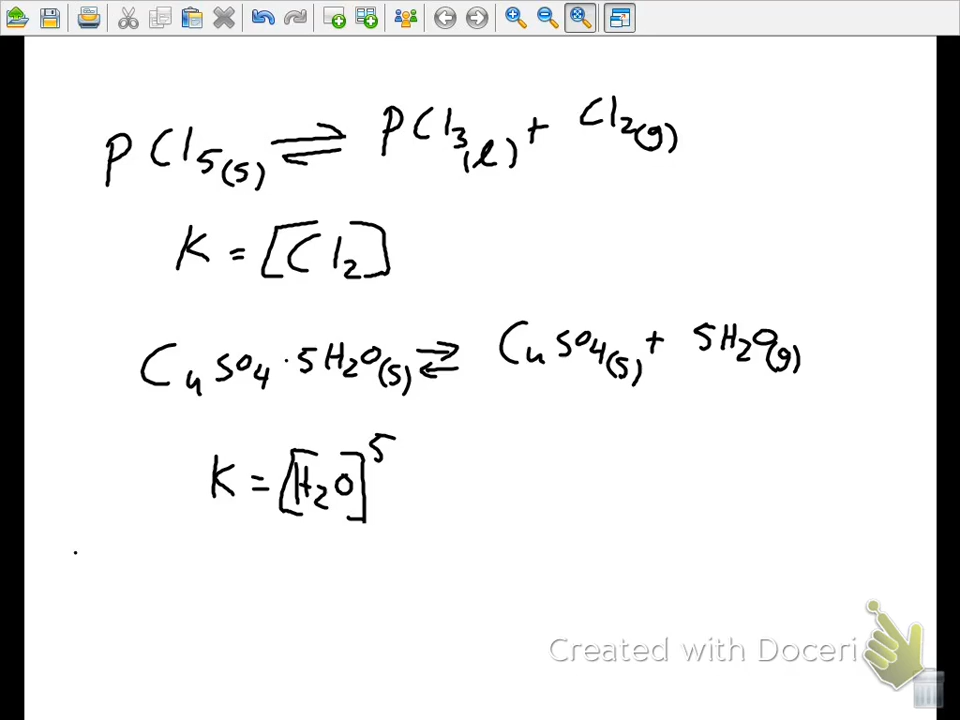 PCl₅(s) ⇌ PCl₃(l) + Cl₂(g)
K = [Cl₂]
CuSO₄·5H₂O(s) ⇌ CuSO₄(s) + 5H₂O(g)
K = [H₂O]⁵
Created with Doceri